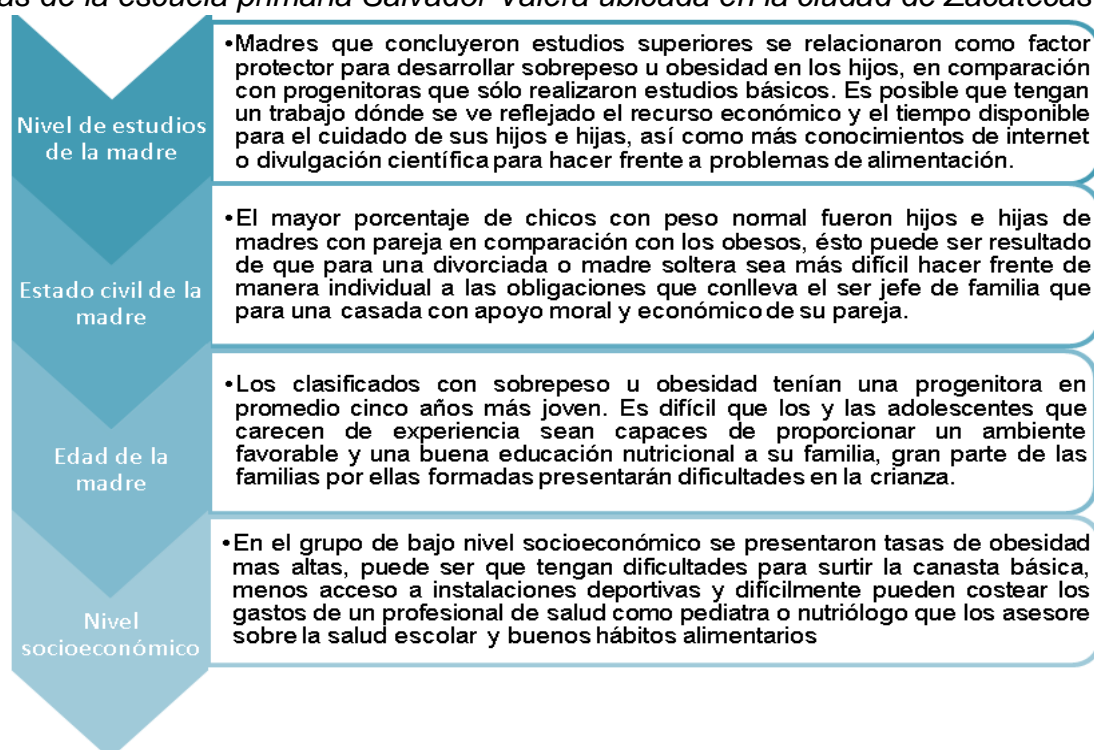 as de la escuela primaria Salvador Valera ubicada en la ciudad de Zacatecas
Nivel de estudios
de la madre
•Madres que concluyeron estudios superiores se relacionaron como factor
protector para desarrollar sobrepeso u obesidad en los hijos, en comparación
con progenitoras que sólo realizaron estudios básicos. Es posible que tengan
un trabajo dónde se ve reflejado el recurso económico y el tiempo disponible
para el cuidado de sus hijos e hijas, así como más conocimientos de internet
o divulgación científica para hacer frente a problemas de alimentación.
Estado civil de la
madre
•El mayor porcentaje de chicos con peso normal fueron hijos e hijas de
madres con pareja en comparación con los obesos, ésto puede ser resultado
de que para una divorciada o madre soltera sea más difícil hacer frente de
manera individual a las obligaciones que conlleva el ser jefe de familia que
para una casada con apoyo moral y económico de su pareja.
Edad de la
madre
•Los clasificados con sobrepeso u obesidad tenían una progenitora en
promedio cinco años más joven. Es difícil que los y las adolescentes que
carecen de experiencia sean capaces de proporcionar un ambiente
favorable y una buena educación nutricional a su familia, gran parte de las
familias por ellas formadas presentarán dificultades en la crianza.
Nivel
socioeconómico
•En el grupo de bajo nivel socioeconómico se presentaron tasas de obesidad
mas altas, puede ser que tengan dificultades para surtir la canasta básica,
menos acceso a instalaciones deportivas y difícilmente pueden costear los
gastos de un profesional de salud como pediatra o nutriólogo que los asesore
sobre la salud escolar y buenos hábitos alimentarios